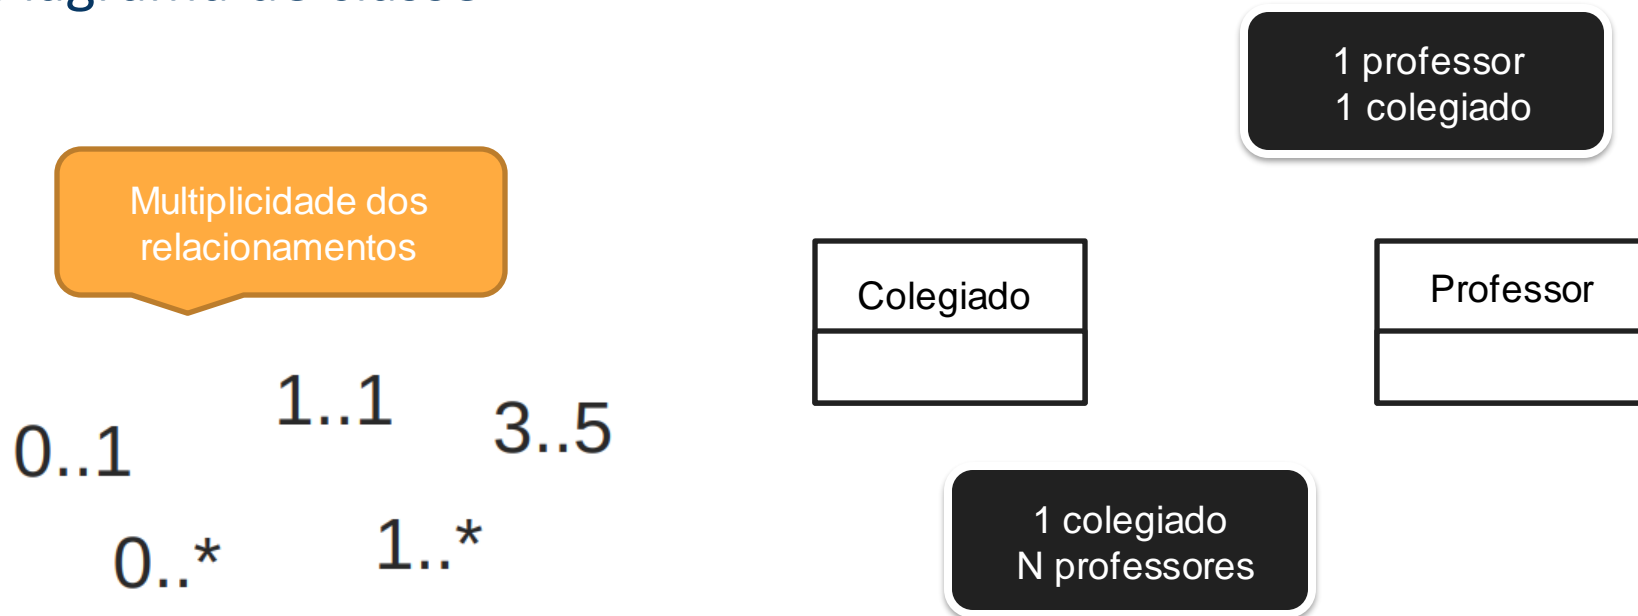 1 professor
1 colegiado
Multiplicidade dos
relacionamentos
Colegiado
Professor
1..1
3..5
0..1
0..*
1..*
1 colegiado
N professores